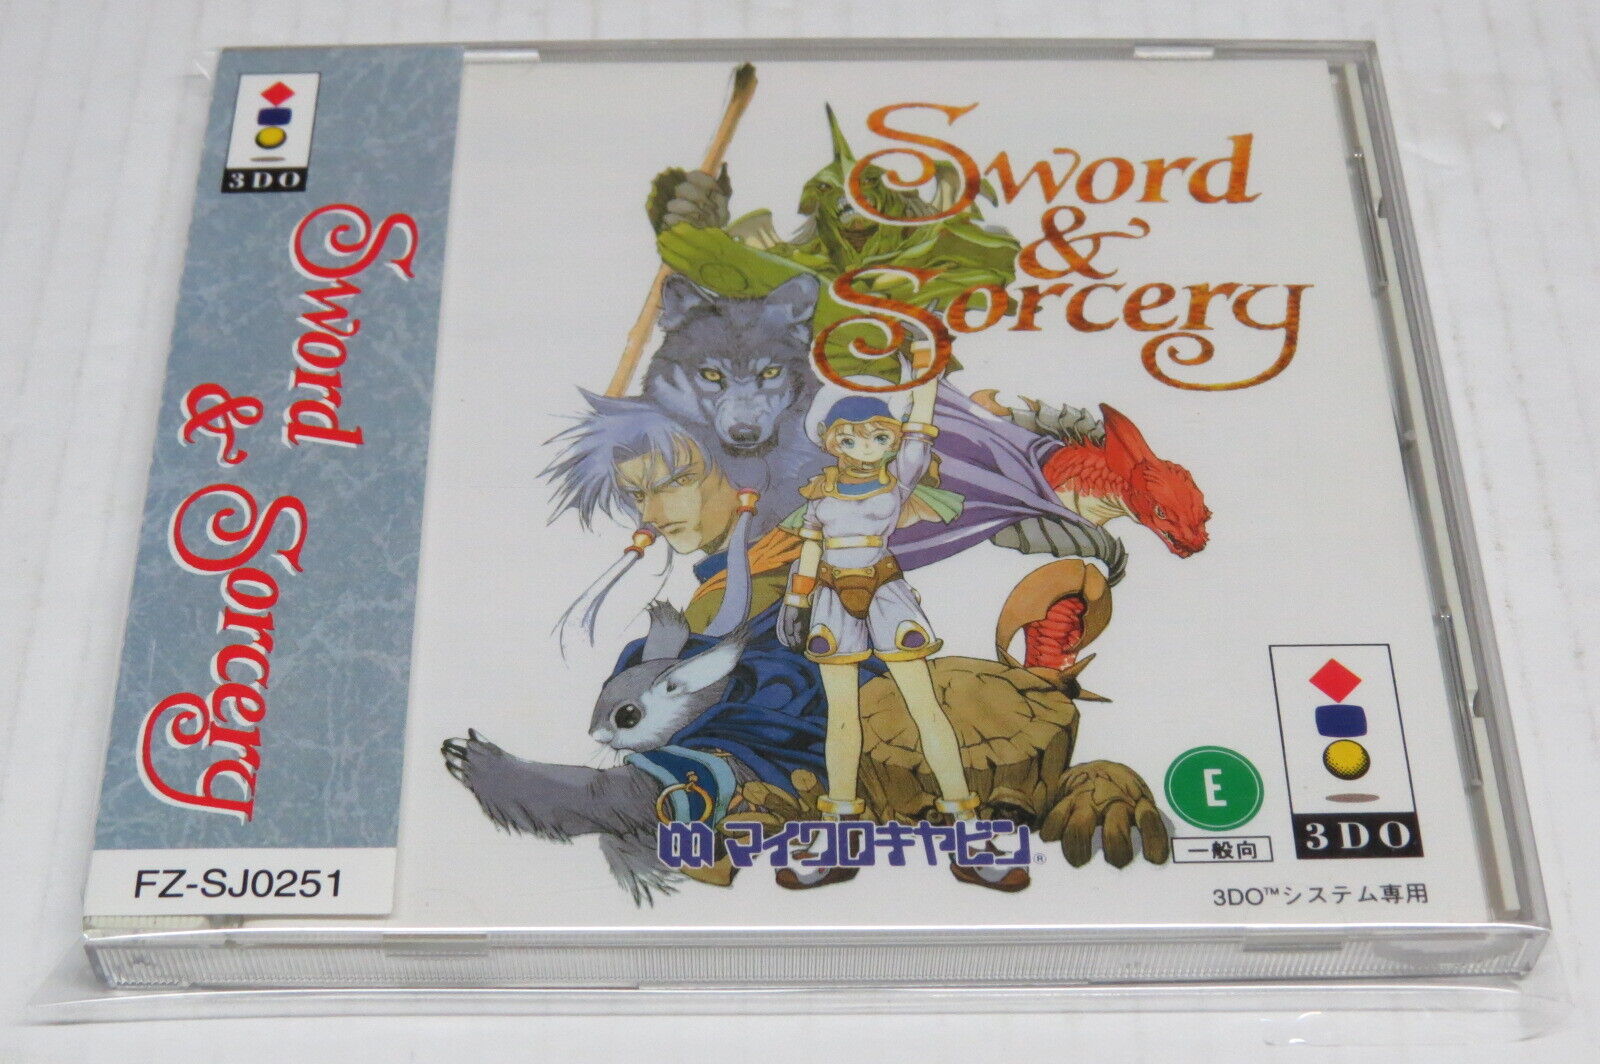 3DO
Sword
&
Sorcery
FZ-SJ0251
Sword
&
Sorcery
マイクロキャビン®
E
一般向
3DO
3DO™システム専用